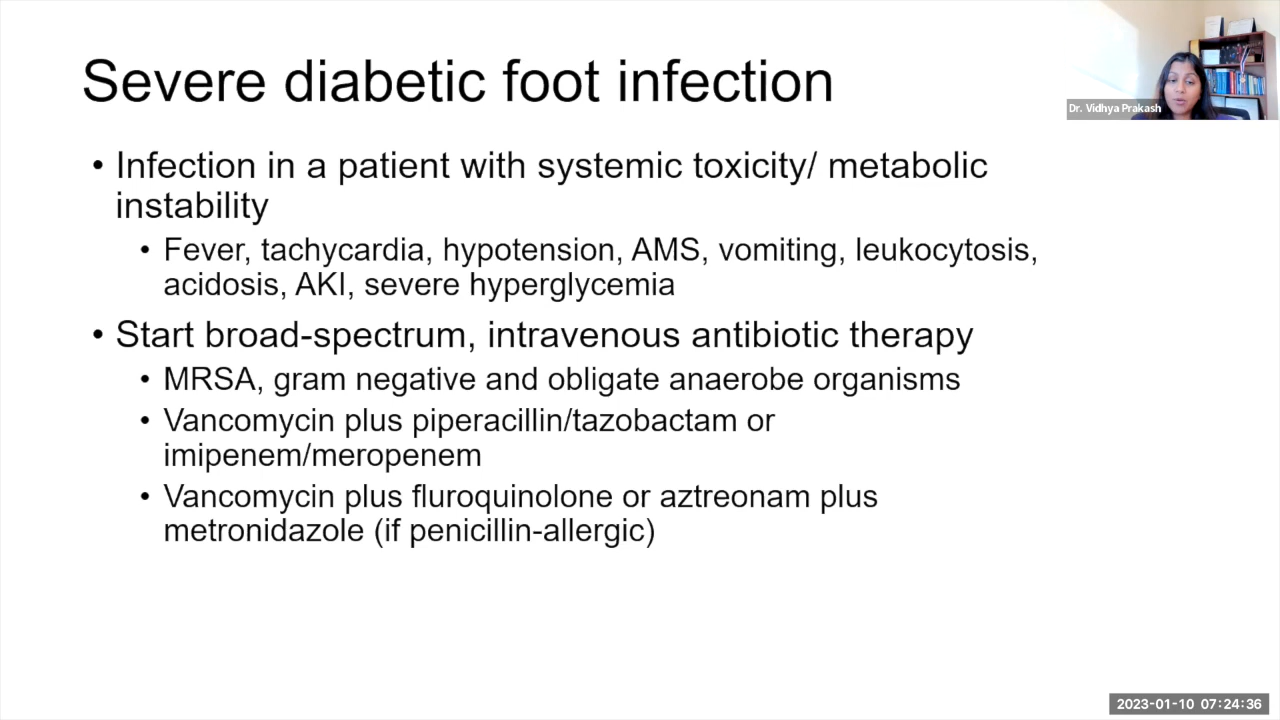 Severe diabetic foot infection
Dr. Vidhya Prakash
• Infection in a patient with systemic toxicity/ metabolic
instability
• Fever, tachycardia, hypotension, AMS, vomiting, leukocytosis,
acidosis, AKI, severe hyperglycemia
• Start broad-spectrum, intravenous antibiotic therapy
• MRSA, gram negative and obligate anaerobe organisms
• Vancomycin plus piperacillin/tazobactam or
imipenem/meropenem
• Vancomycin plus fluroquinolone or aztreonam plus
metronidazole (if penicillin-allergic)
2023-01-10 07:24:36